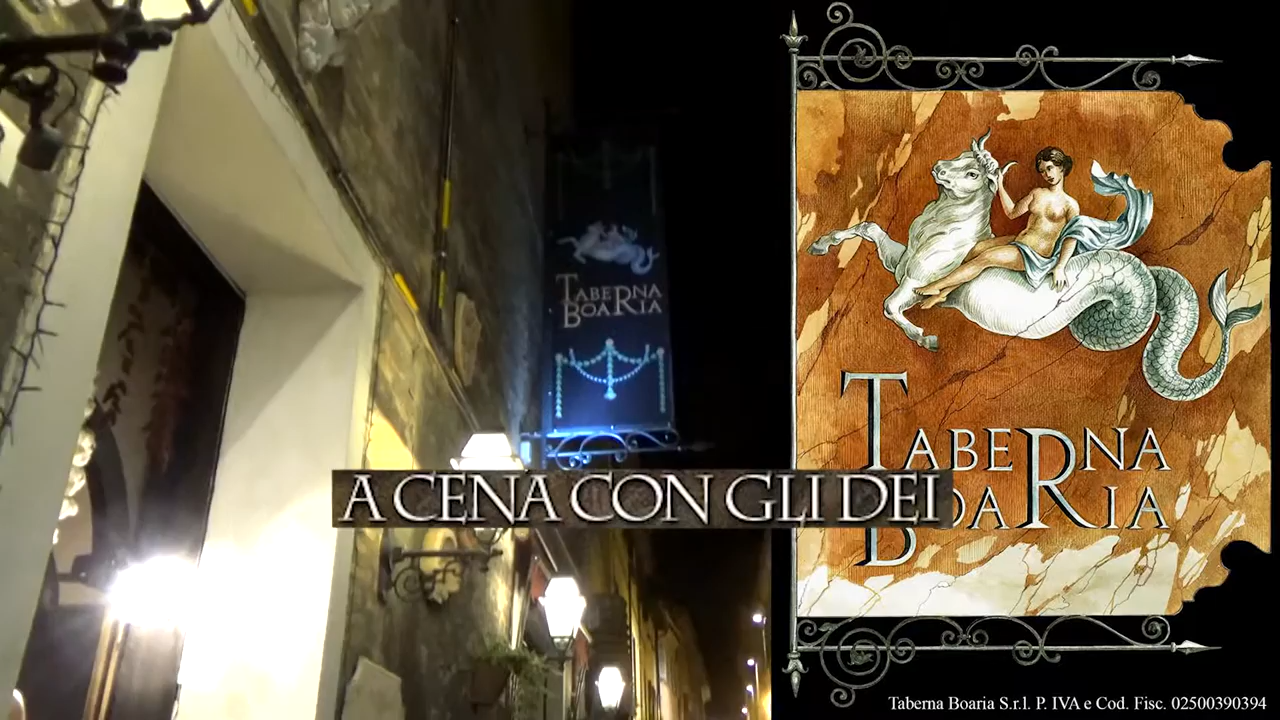 TABERNA
BOARIA
A CENA CON GLI DEI
TABERNA
BOARIA
Taberna Boaria S.r.l. P. IVA e Cod. Fisc. 02500390394